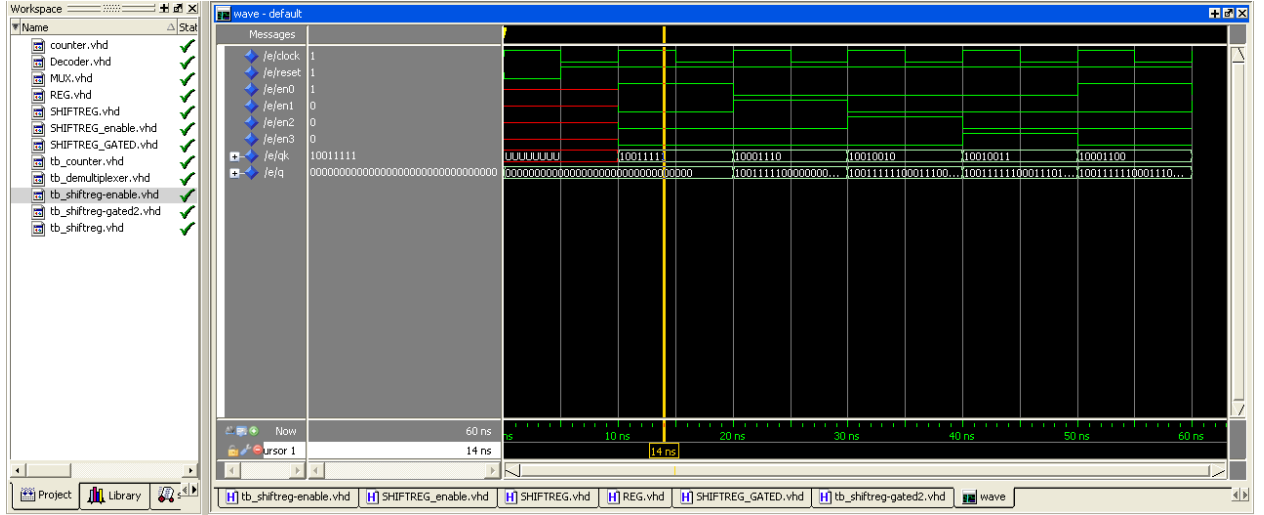 Workspace
Name Stat
counter.vhd
Decoder.vhd
MUX.vhd
REG.vhd
SHIFTREG.vhd
SHIFTREG_enable.vhd
SHIFTREG_GATED.vhd
tb_counter.vhd
tb_demultiplexer.vhd
tb_shiftreg-enable.vhd
tb_shiftreg-gated2.vhd
tb_shiftreg.vhd
Project Library s
wave - default
Messages
/e/clock 1
/e/reset 1
/e/en0 1
/e/en1 0
/e/en2 0
/e/en3 0
/e/qk 10011111 UUUUUUUU 10011111 10001110 10010010 10010011 10001100
/e/q 00000000000000000000000000000000 00000000000000000000000000000000 1001111100000000... 1001111110001110 0... 1001111110011101... 1001111110001110...
Now 60 ns ns 10 ns 20 ns 30 ns 40 ns 50 ns 60 ns
ursor 1 14 ns 14 ns
tb_shiftreg-enable.vhd SHIFTREG_enable.vhd SHIFTREG.vhd REG.vhd SHIFTREG_GATED.vhd tb_shiftreg-gated2.vhd wave